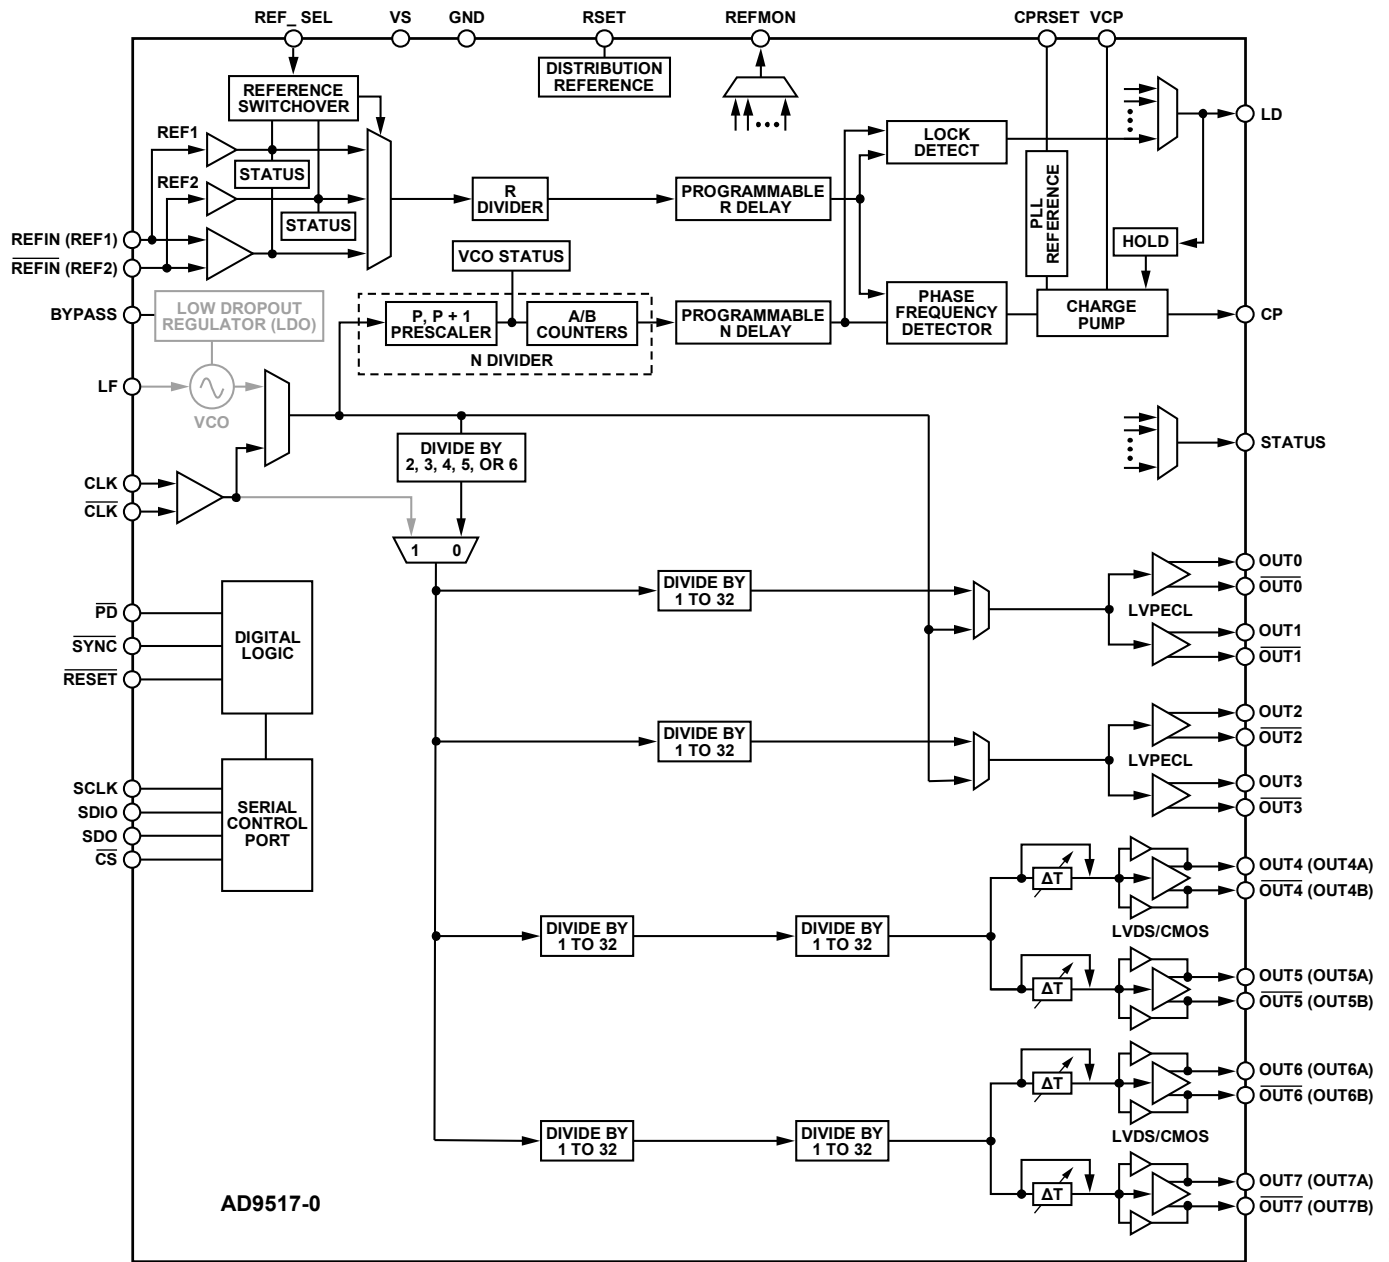 REF_ SEL
VS
GND
RSET
REFMON
CPRSET
VCP
DISTRIBUTION
REFERENCE
REFERENCE
SWITCHOVER
REF1
STATUS
REF2
STATUS
REFIN (REF1)
REFIN (REF2)
BYPASS
LOW DROPOUT
REGULATOR (LDO)
LF
VCO
R
DIVIDER
VCO STATUS
P, P + 1
PRESCALER
A/B
COUNTERS
N DIVIDER
PROGRAMMABLE
R DELAY
PROGRAMMABLE
N DELAY
LOCK
DETECT
PLL
REFERENCE
HOLD
PHASE
FREQUENCY
DETECTOR
CHARGE
PUMP
LD
CP
STATUS
DIVIDE BY
2, 3, 4, 5, OR 6
CLK
CLK
1 0
PD
SYNC
RESET
DIGITAL
LOGIC
SCLK
SDIO
SDO
CS
SERIAL
CONTROL
PORT
DIVIDE BY
1 TO 32
LVPECL
OUT0
OUT0
OUT1
OUT1
DIVIDE BY
1 TO 32
LVPECL
OUT2
OUT2
OUT3
OUT3
DIVIDE BY
1 TO 32
DIVIDE BY
1 TO 32
ΔT
ΔT
LVDS/CMOS
OUT4 (OUT4A)
OUT4 (OUT4B)
OUT5 (OUT5A)
OUT5 (OUT5B)
DIVIDE BY
1 TO 32
DIVIDE BY
1 TO 32
ΔT
ΔT
LVDS/CMOS
OUT6 (OUT6A)
OUT6 (OUT6B)
OUT7 (OUT7A)
OUT7 (OUT7B)
AD9517-0